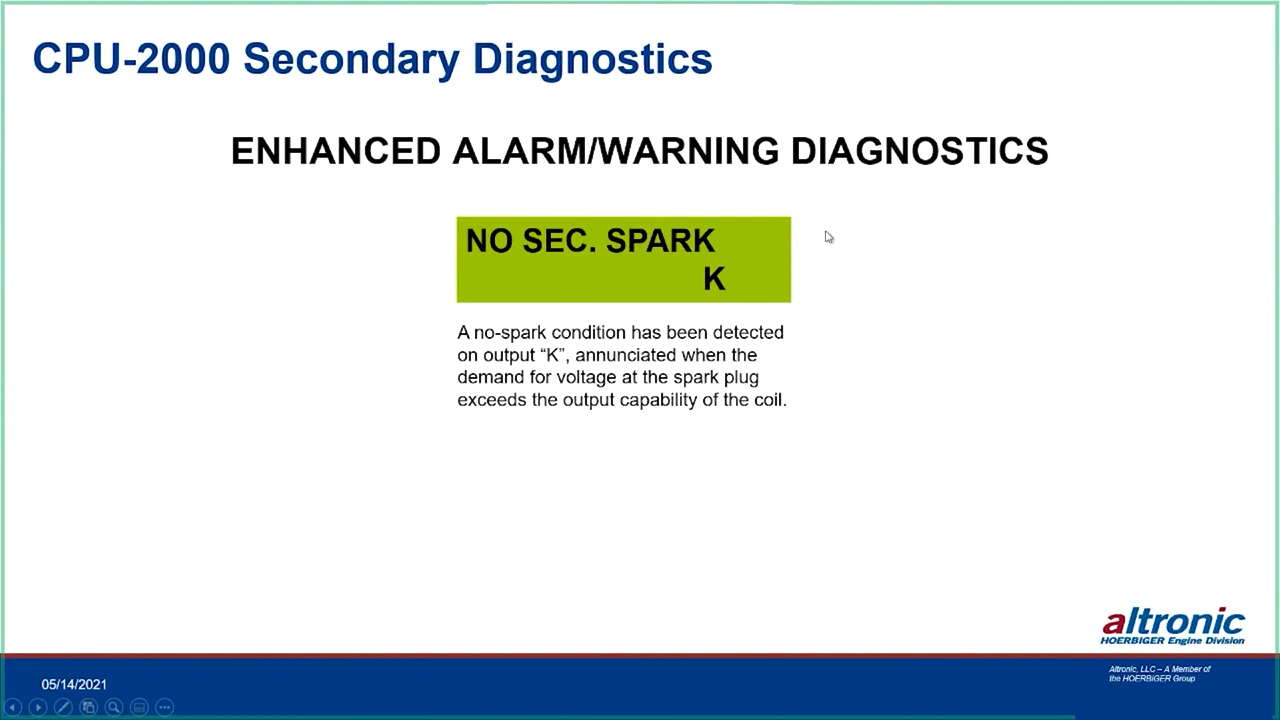 CPU-2000 Secondary Diagnostics
ENHANCED ALARM/WARNING DIAGNOSTICS
NO SEC. SPARK
K
A no-spark condition has been detected
on output “K”, annunciated when the
demand for voltage at the spark plug
exceeds the output capability of the coil.
altronic
HOERBIGER Engine Division
Altronic, LLC – A Member of
the HOERBIGER Group
05/14/2021